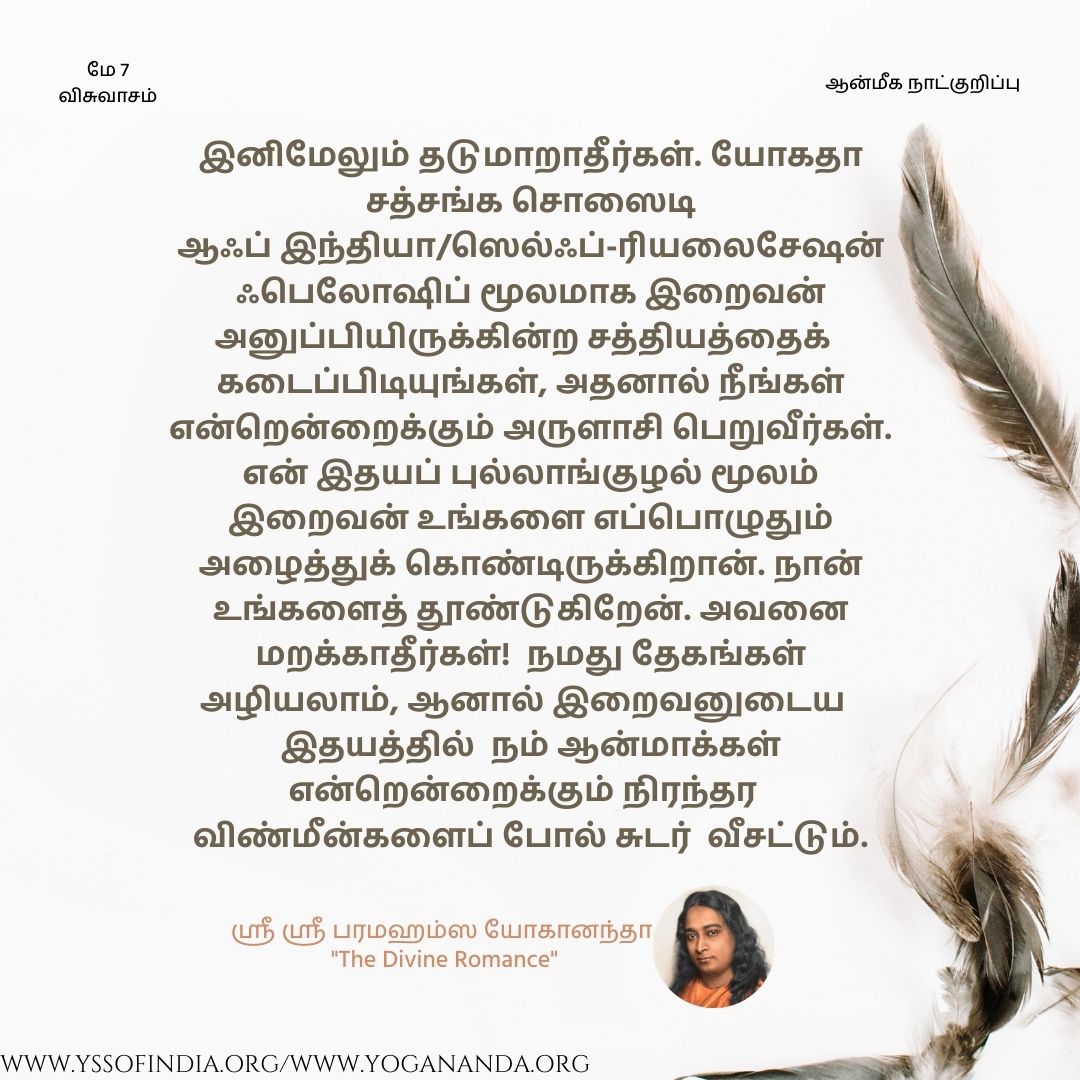 மே 7
விசுவாசம்
ஆன்மீக நாட்குறிப்பு
இனிமேலும் தடுமாறாதீர்கள். யோகதா
சத்சங்க சொஸைடி
ஆஃப் இந்தியா/ஸெல்ஃப்-ரியலைசேஷன்
ஃபெலோஷிப் மூலமாக இறைவன்
அனுப்பியிருக்கின்ற சத்தியத்தைக்
கடைப்பிடியுங்கள், அதனால் நீங்கள்
என்றென்றைக்கும் அருளாசி பெறுவீர்கள்.
என் இதயப் புல்லாங்குழல் மூலம்
இறைவன் உங்களை எப்பொழுதும்
அழைத்துக் கொண்டிருக்கிறான். நான்
உங்களைத் தூண்டுகிறேன். அவனை
மறக்காதீர்கள்! நமது தேகங்கள்
அழியலாம், ஆனால் இறைவனுடைய
இதயத்தில் நம் ஆன்மாக்கள்
என்றென்றைக்கும் நிரந்தர
விண்மீன்களைப் போல் சுடர் வீசட்டும்.
ஸ்ரீ ஸ்ரீ பரமஹம்ஸ யோகானந்தா
"The Divine Romance"
WWW.YSSOFINDIA.ORG/WWW.YOGANANDA.ORG